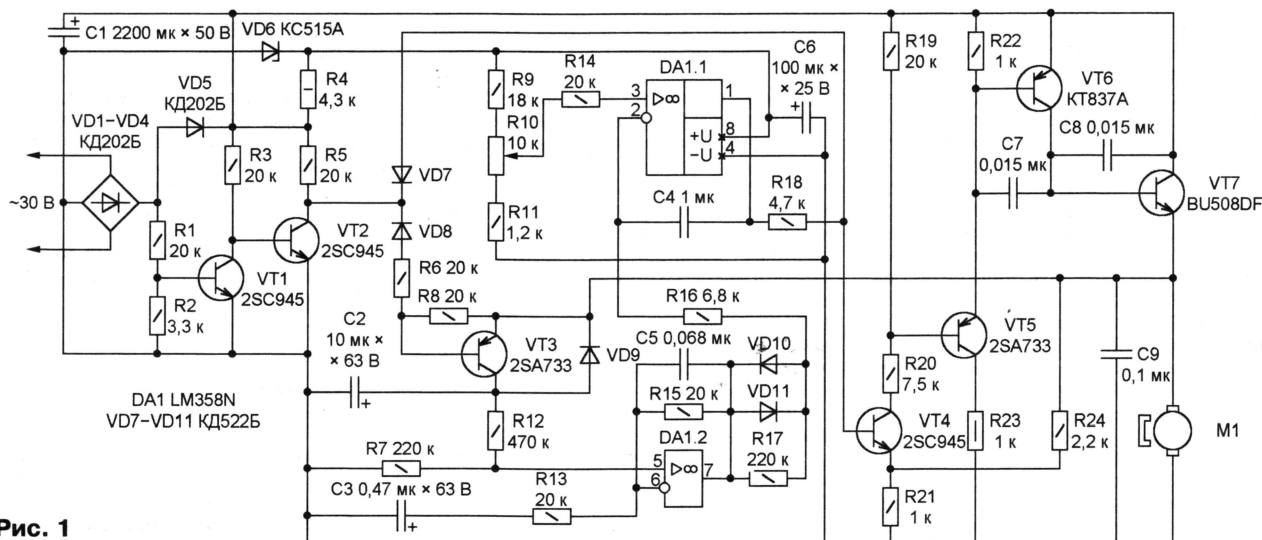 C1 2200 мк × 50 В
VD6 КС515А
VD5
КД202Б
VD1–VD4
КД202Б
~30 В
R1
20 к
R2
3,3 к
R3
20 к
R4
4,3 к
R5
20 к
VT1
2SC945
VT2
2SC945
VD7
VD8
R6 20 к
R8 20 к
C2
10 мк ×
× 63 В
VT3
2SA733
VD9
R12
470 к
R7 220 к
C3 0,47 мк × 63 В
R13
20 к
DA1 LM358N
VD7–VD11 КД522Б
R9
18 к
R10
10 к
R11
1,2 к
R14
20 к
DA1.1
3
2
▷∞
1
+U
8
–U
4
C6
100 мк ×
× 25 В
+
C4 1 мк
R18
4,7 к
R16 6,8 к
C5 0,068 мк
VD10
VD11
R15 20 к
DA1.2
5
6
▷∞
7
R17
220 к
R19
20 к
R20
7,5 к
VT4
2SC945
R21
1 к
R22
1 к
VT6
КТ837А
C7
0,015 мк
C8 0,015 мк
VT7
BU508DF
VT5
2SA733
R23
1 к
R24
2,2 к
C9
0,1 мк
M1
Рис. 1